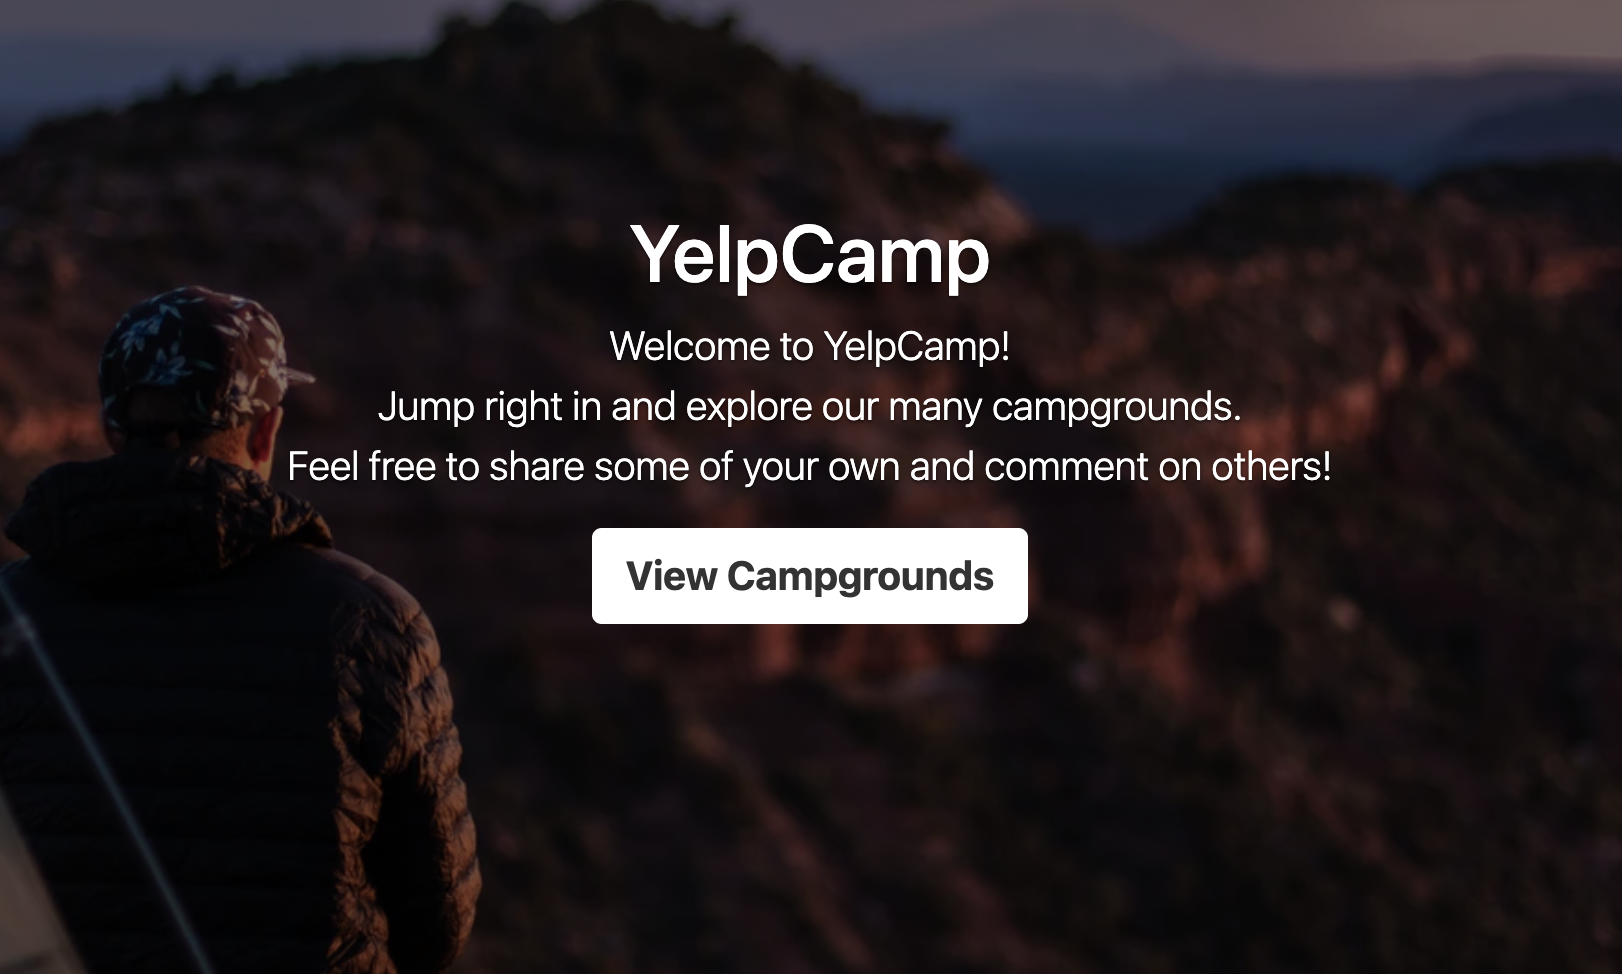 YelpCamp
Welcome to YelpCamp!
Jump right in and explore our many campgrounds.
Feel free to share some of your own and comment on others!
View Campgrounds